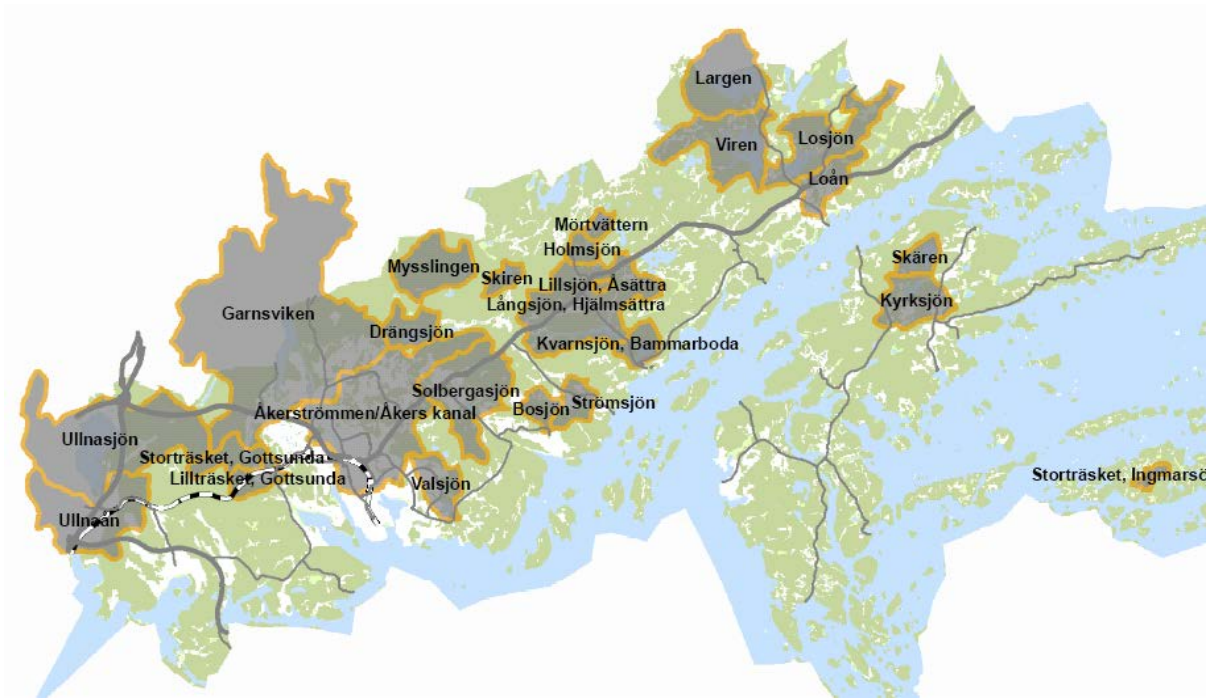 Largen
Viren
Losjön
Loån
Mörtvättern
Holmsjön
Skären
Mysslingen
Skiren
Lillsjön, Åsättra
Kyrksjön
Långsjön, Hjälmsättra
Garnsviken
Drängsjön
Kvarnsjön, Bammarboda
Solbergasjön
Strömsjön
Bosjön
Åkerströmmen/Åkers kanal
Ullnasjön
Storträsket, Gottsunda
Storträsket, Ingmarsö
Lillträsket, Gottsunda
Valsjön
Ullnaån